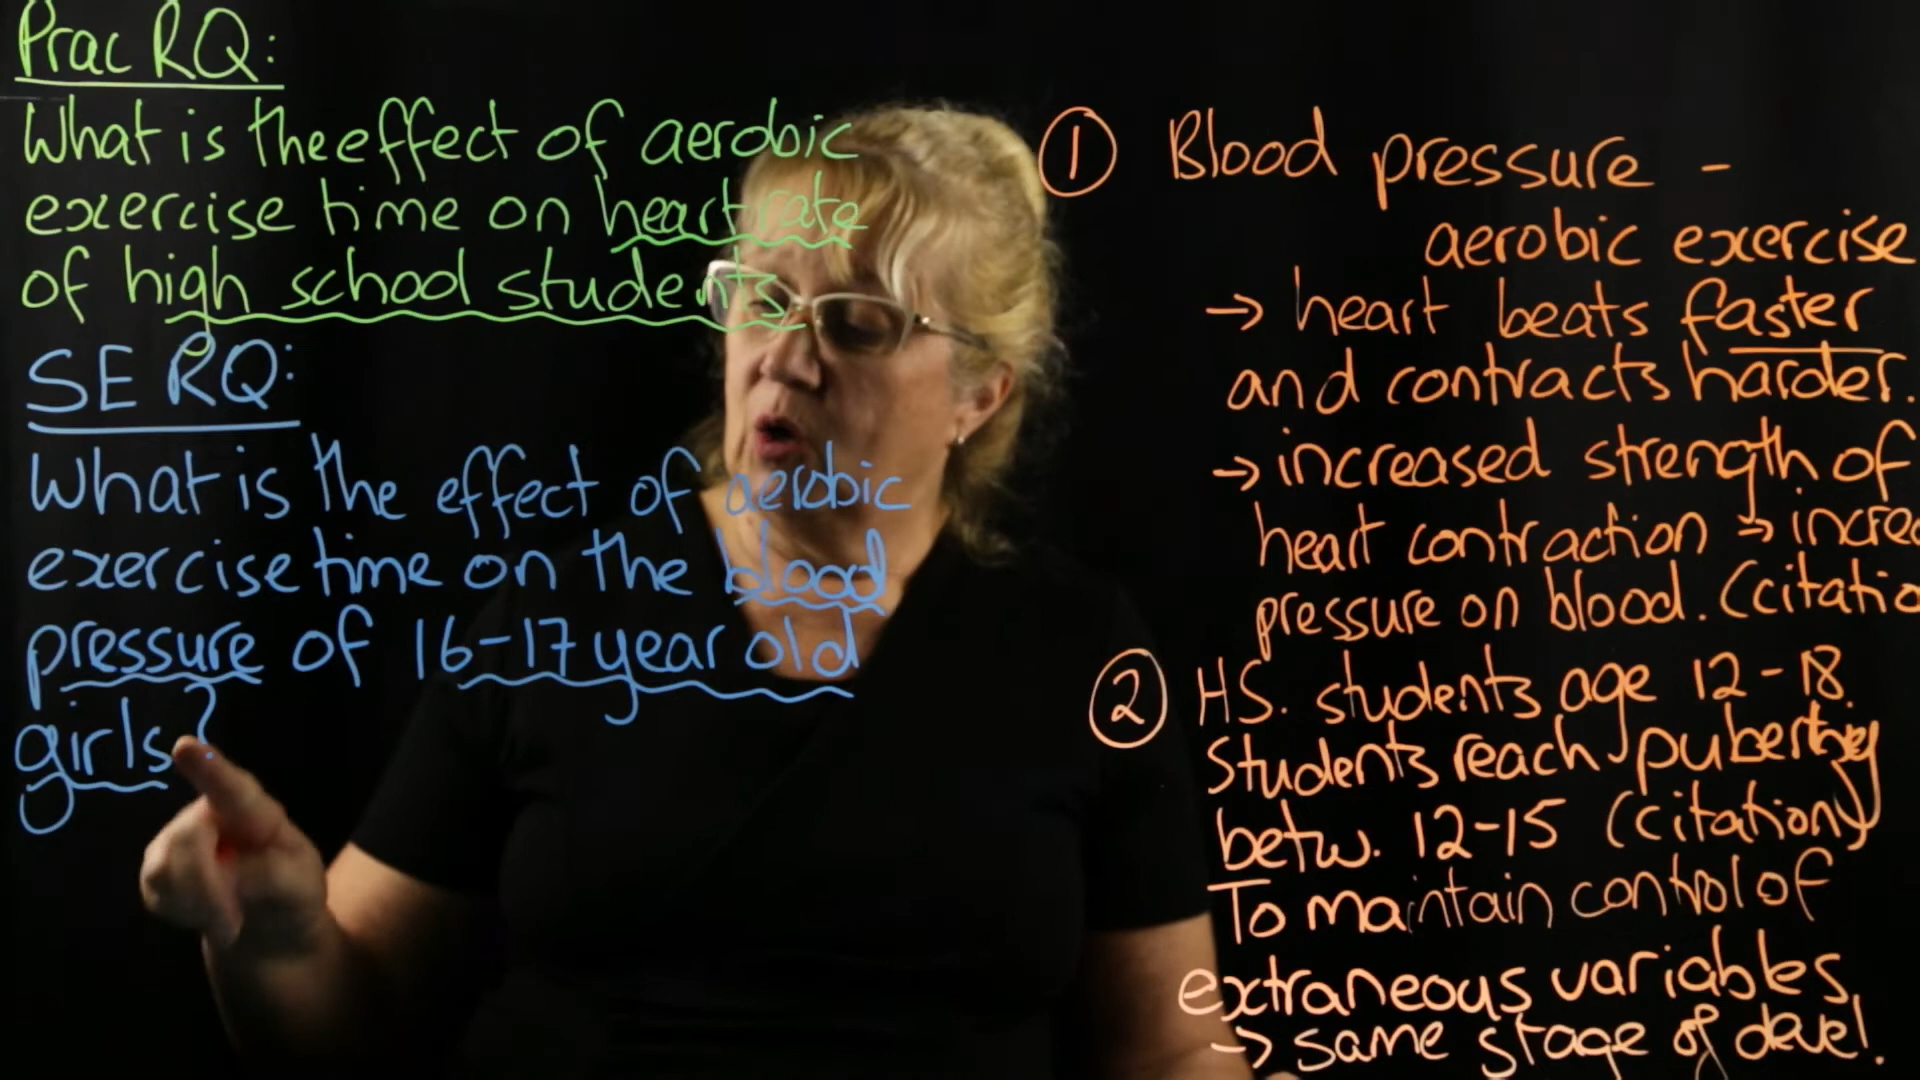 Prac RQ:
What is the effect of aerobic
exercise time on heart rate
of high school students
SE RQ:
What is the effect of aerobic
exercise time on the blood
pressure of 16-17 year old
girls?
① Blood pressure -
aerobic exercise
→ heart beats faster
and contracts harder.
→ increased strength of
heart contraction →
pressure on blood.
② HS. students age 12-18.
Students reach puberty
betw. 12-15 (citation)
To maintain control of
extraneous variables,
→ same stage of devel.